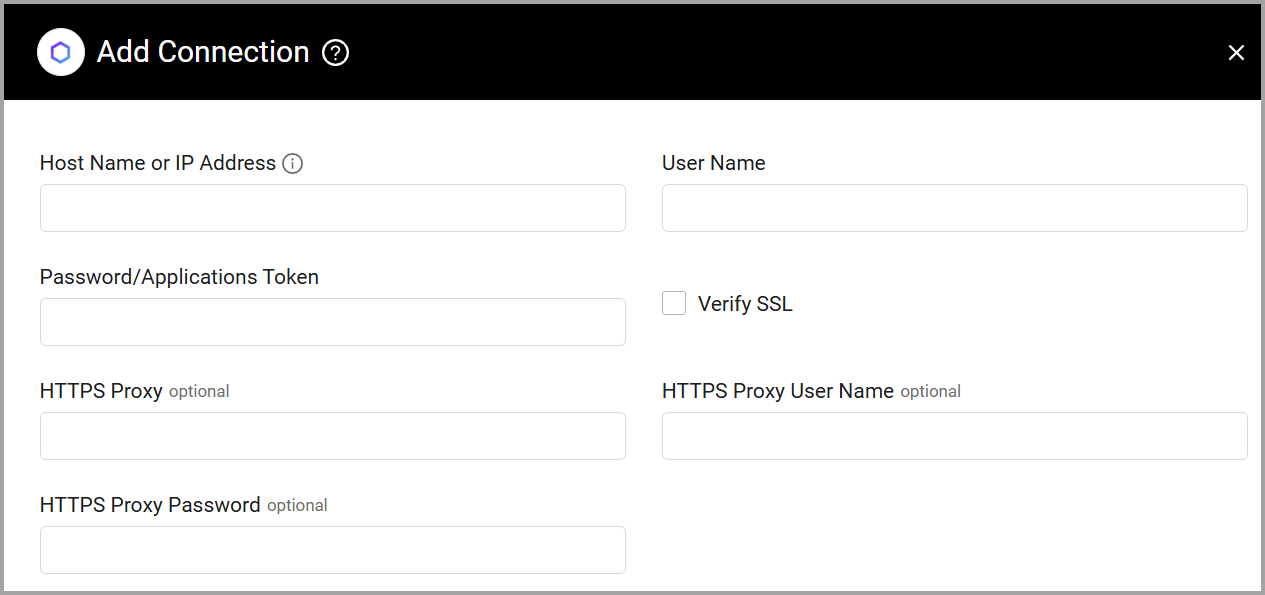 Add Connection
Host Name or IP Address
User Name
Password/Applications Token
Verify SSL
HTTPS Proxy optional
HTTPS Proxy User Name optional
HTTPS Proxy Password optional